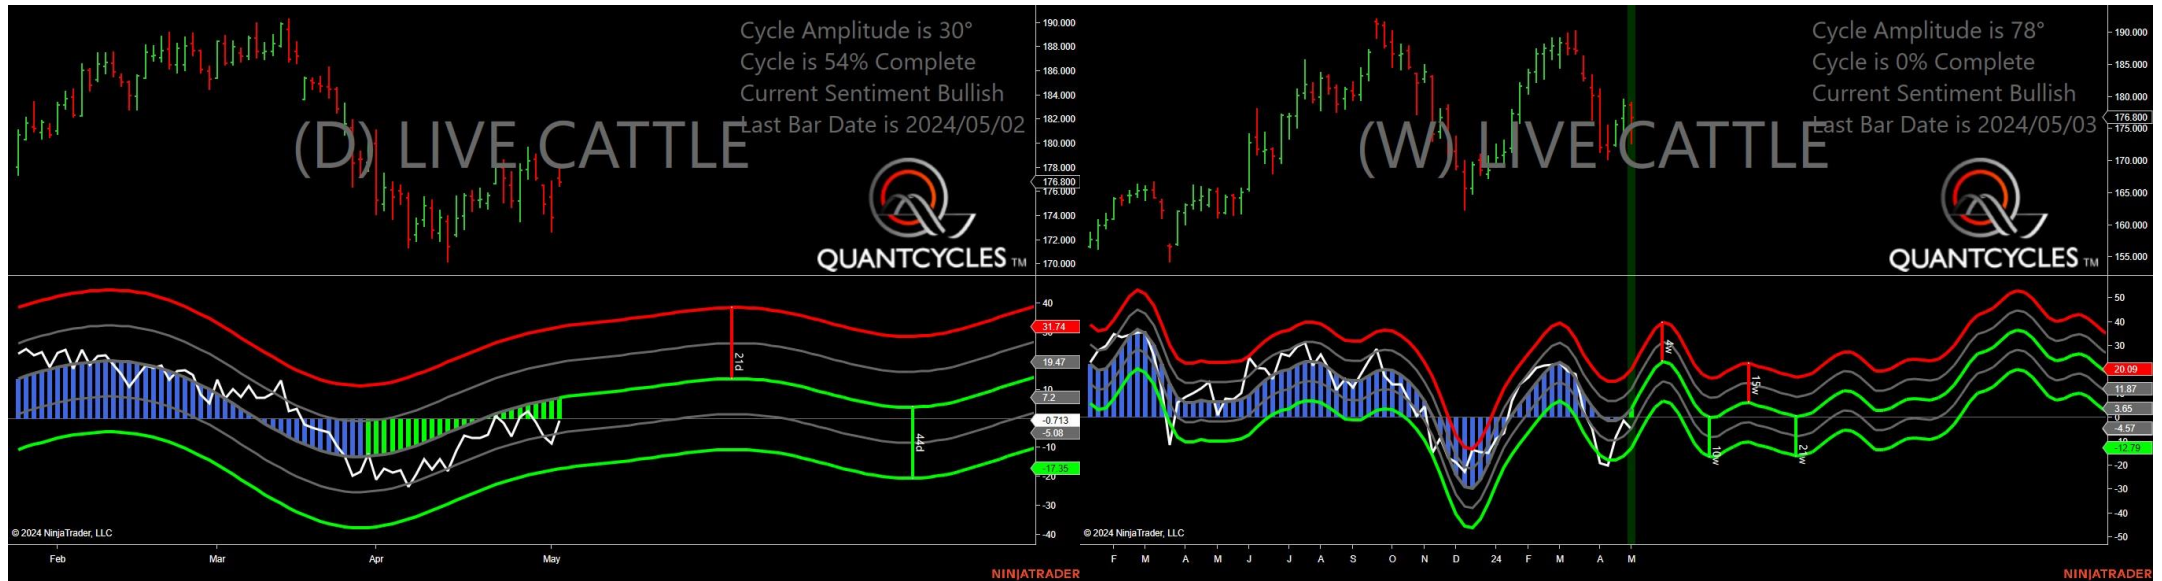 Cycle Amplitude is 30°
Cycle is 54% Complete
Current Sentiment Bullish
Last Bar Date is 2024/05/02
(D) LIVE CATTLE
QUANTCYCLES TM
190.000
188.000
186.000
184.000
182.000
180.000
178.000
176.800
176.000
174.000
172.000
170.000
40
31.74
19.47
10
7.2
-0.713
-5.08
-10
-17.35
-20
-30
-40
21d
44d
© 2024 NinjaTrader, LLC
Feb
Mar
Apr
May
NINJATRADER
Cycle Amplitude is 78°
Cycle is 0% Complete
Current Sentiment Bullish
Last Bar Date is 2024/05/03
(W) LIVE CATTLE
QUANTCYCLES TM
190.000
185.000
180.000
176.800
175.000
170.000
165.000
160.000
155.000
50
40
30
20.09
11.87
3.65
0
-4.57
-12.79
-20
-30
-40
-50
4w
15w
10w
21w
© 2024 NinjaTrader, LLC
F
M
A
M
J
J
A
S
O
N
D
24
F
M
A
M
NINJATRADER